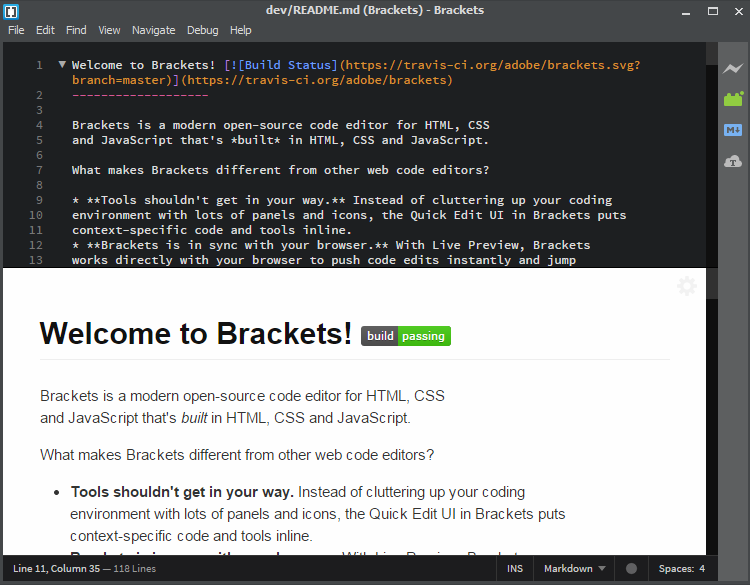 dev/README.md (Brackets) - Brackets
File Edit Find View Navigate Debug Help
1 Welcome to Brackets! [![Build Status](https://travis-ci.org/adobe/brackets.svg?
branch=master)](https://travis-ci.org/adobe/brackets)
2 -------------------
3
4 Brackets is a modern open-source code editor for HTML, CSS
5 and JavaScript that's *built* in HTML, CSS and JavaScript.
6
7 What makes Brackets different from other web code editors?
8
9 * **Tools shouldn't get in your way.** Instead of cluttering up your coding
10 environment with lots of panels and icons, the Quick Edit UI in Brackets puts
11 context-specific code and tools inline.
12 * **Brackets is in sync with your browser.** With Live Preview, Brackets
13 works directly with your browser to push code edits instantly and jump
M+
T
Welcome to Brackets! build passing
Brackets is a modern open-source code editor for HTML, CSS
and JavaScript that's built in HTML, CSS and JavaScript.
What makes Brackets different from other web code editors?
• Tools shouldn't get in your way. Instead of cluttering up your coding
environment with lots of panels and icons, the Quick Edit UI in Brackets puts
context-specific code and tools inline.
Line 11, Column 35 — 118 Lines INS Markdown Spaces: 4